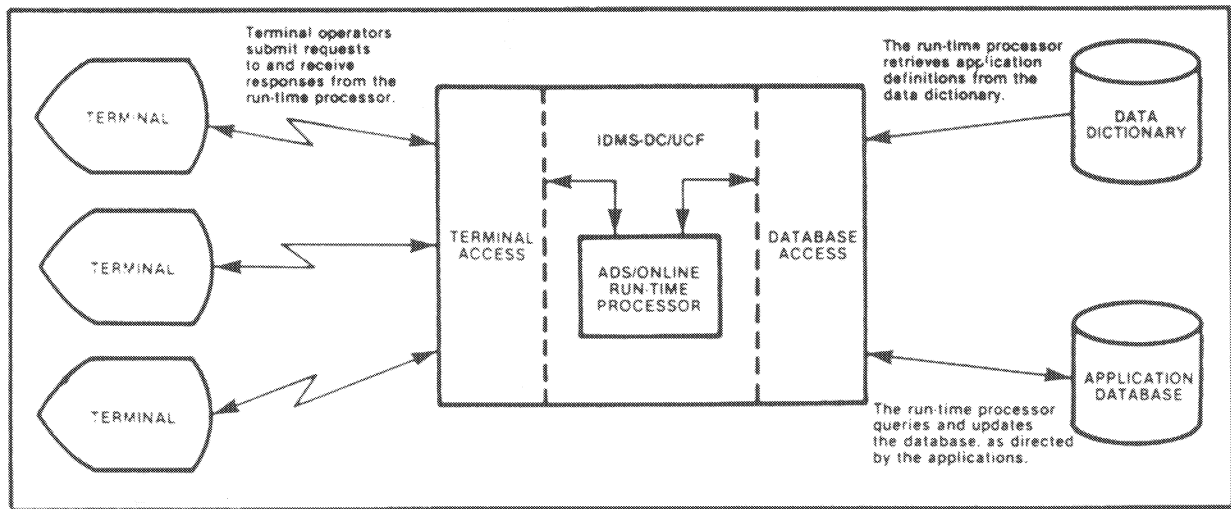 Terminal operators
submit requests
to and receive
responses from the
run-time processor.
The run-time processor
retrieves application
definitions from the
data dictionary.
TERMINAL
IDMS-DC/UCF
DATA
DICTIONARY
TERMINAL
TERMINAL
ACCESS
ADS/ONLINE
RUN-TIME
PROCESSOR
DATABASE
ACCESS
TERMINAL
APPLICATION
DATABASE
The run-time processor
queries and updates
the database, as directed
by the applications.